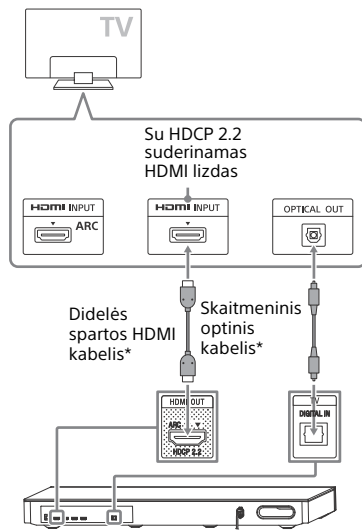 TV
Su HDCP 2.2
suderinamas
HDMI lizdas
HDMI INPUT
ARC
HDMI INPUT
OPTICAL OUT
Didelės
spartos HDMI
kabelis*
Skaitmeninis
optinis
kabelis*
HDMI OUT
ARC
HDCP 2.2
TV
DIGITAL IN